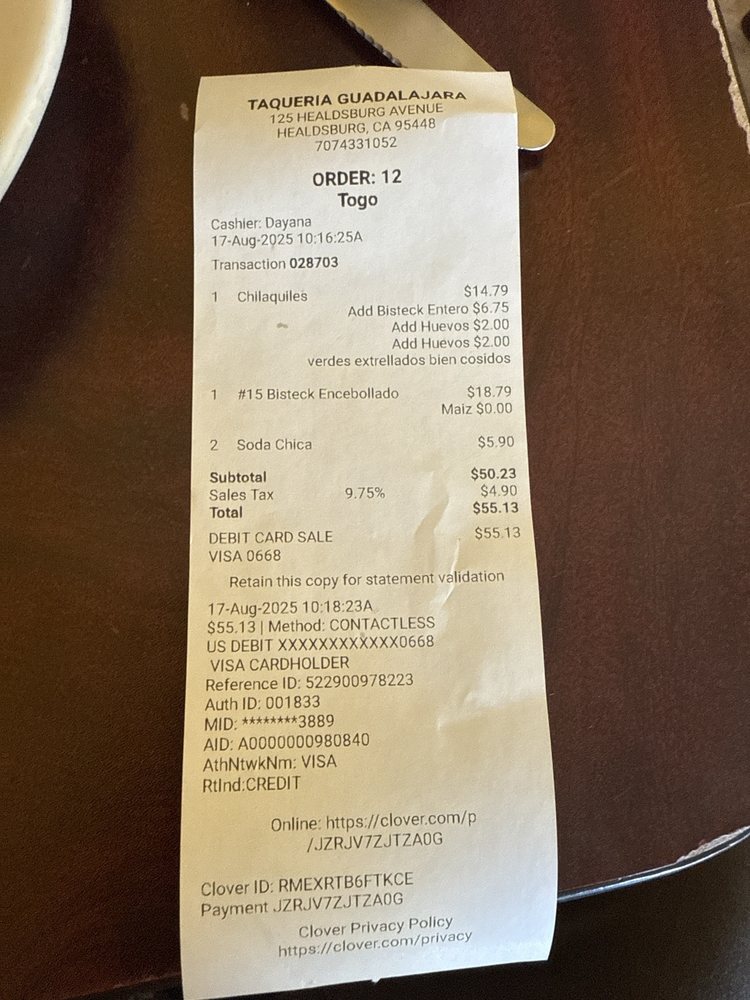 TAQUERIA GUADALAJARA
125 HEALDSBURG AVENUE
HEALDSBURG, CA 95448
7074331052
ORDER: 12
Togo
Cashier: Dayana
17-Aug-2025 10:16:25A
Transaction 028703
1 Chilaquiles $14.79
Add Bisteck Entero $6.75
Add Huevos $2.00
Add Huevos $2.00
verdes extrellados bien cosidos
1 #15 Bisteck Encebollado $18.79
Maiz $0.00
2 Soda Chica $5.90
Subtotal $50.23
Sales Tax 9.75% $4.90
Total $55.13
DEBIT CARD SALE $55.13
VISA 0668
Retain this copy for statement validation
17-Aug-2025 10:18:23A
$55.13 | Method: CONTACTLESS
US DEBIT XXXXXXXXXXXX0668
VISA CARDHOLDER
Reference ID: 522900978223
Auth ID: 001833
MID: ********3889
AID: A0000000980840
AthNtwkNm: VISA
RtInd:CREDIT
Online: https://clover.com/p
/JZRJV7ZJTZA0G
Clover ID: RMEXRTB6FTKCE
Payment JZRJV7ZJTZA0G
Clover Privacy Policy
https://clover.com/privacy